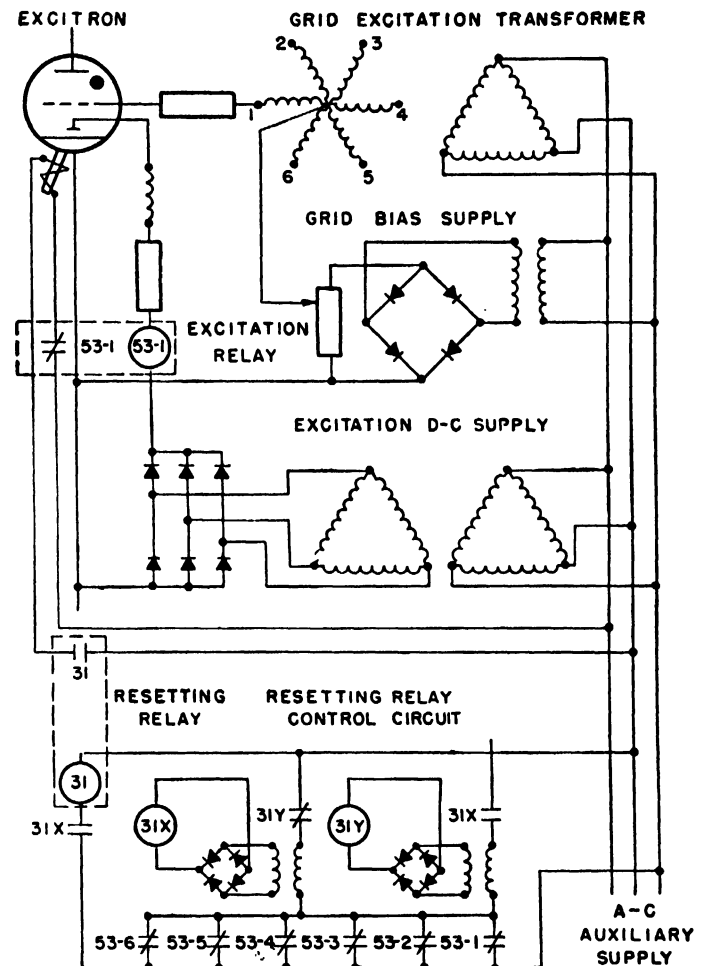 EXCITRON
GRID EXCITATION TRANSFORMER
2
3
1
4
6
5
GRID BIAS SUPPLY
53-1
53-1
EXCITATION
RELAY
EXCITATION D-C SUPPLY
31
RESETTING
RELAY
RESETTING RELAY
CONTROL CIRCUIT
31
31X
31X
31Y
31Y
31X
A-C
AUXILIARY
SUPPLY
53-6
53-5
53-4
53-3
53-2
53-1